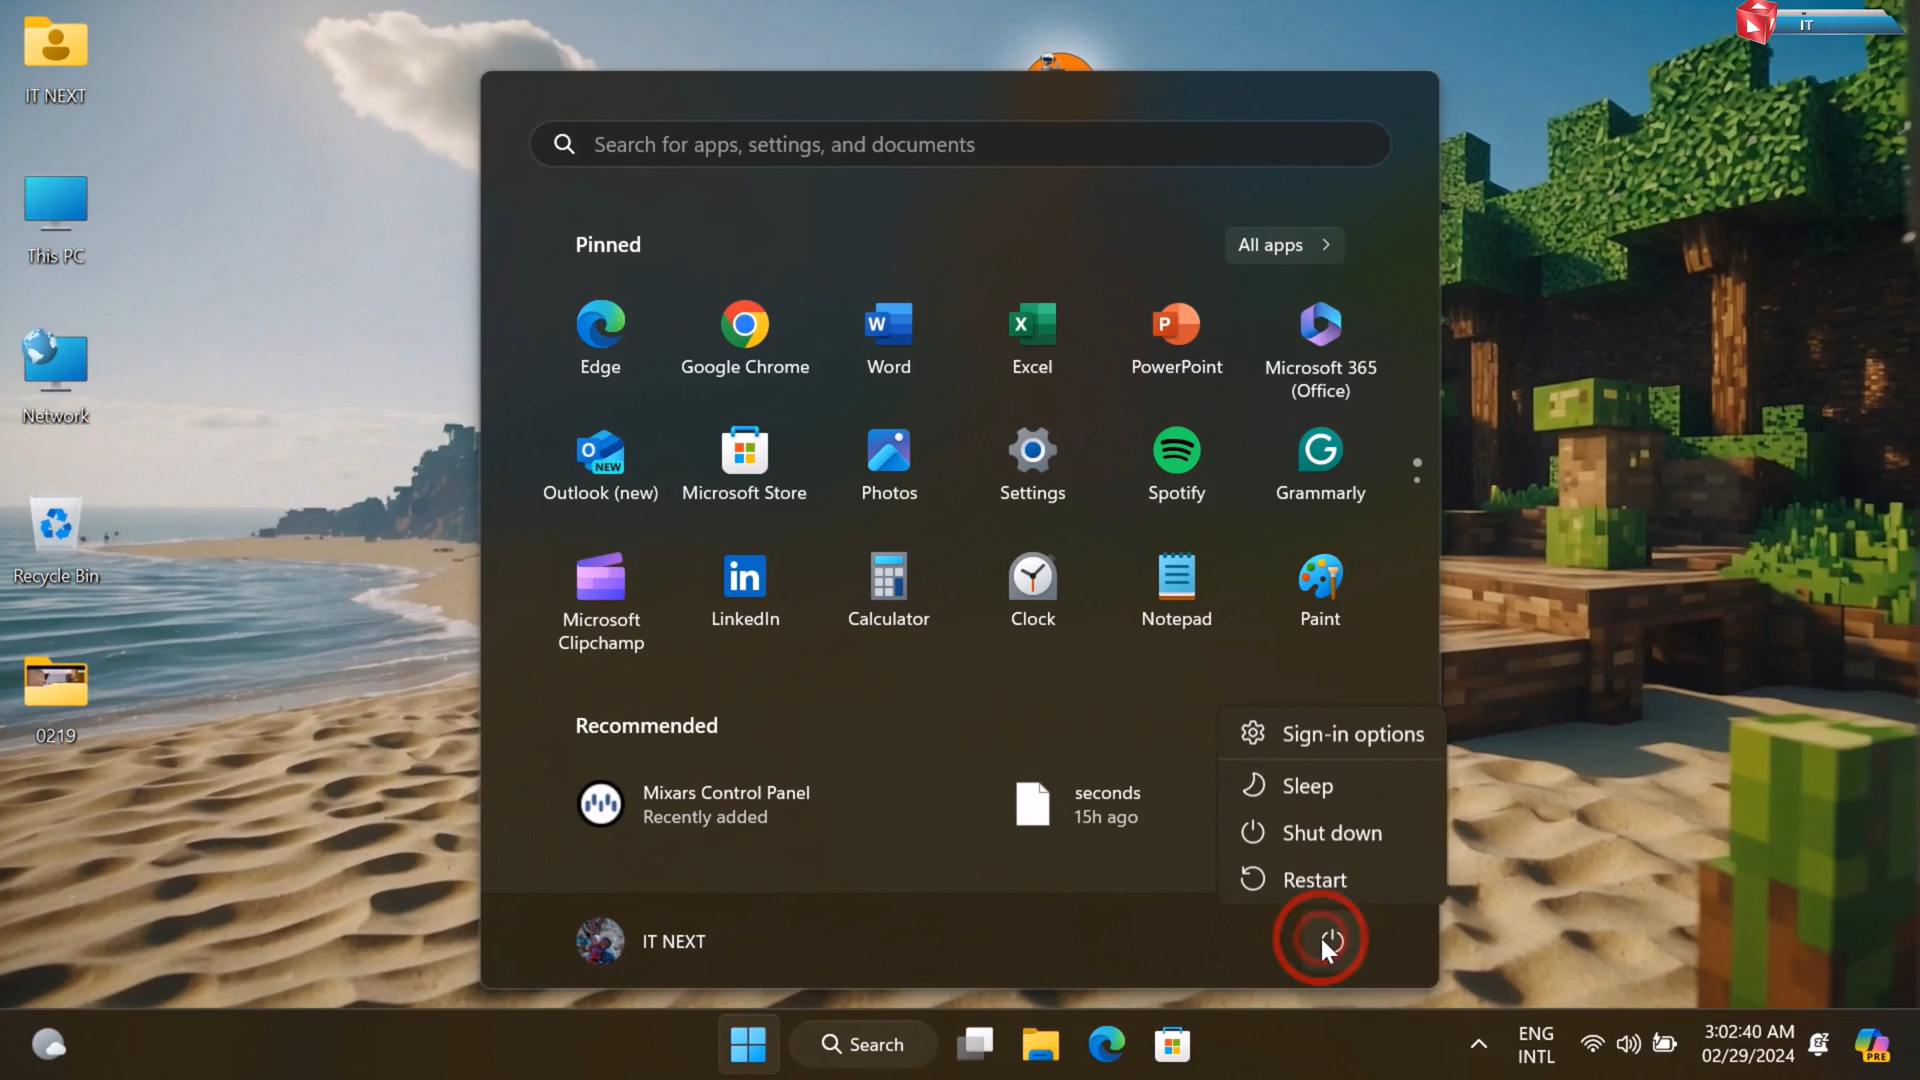 IT NEXT
This PC
Network
Recycle Bin
0219
IT
Search for apps, settings, and documents
Pinned
All apps
Edge
Google Chrome
W
Word
X
Excel
P
PowerPoint
Microsoft 365
(Office)
O
NEW
Outlook (new)
Microsoft Store
Photos
Settings
Spotify
G
Grammarly
Microsoft
Clipchamp
in
LinkedIn
Calculator
Clock
Notepad
Paint
Recommended
Mixars Control Panel
Recently added
seconds
15h ago
Sign-in options
Sleep
Shut down
Restart
IT NEXT
Search
ENG
INTL
3:02:40 AM
02/29/2024
PRE